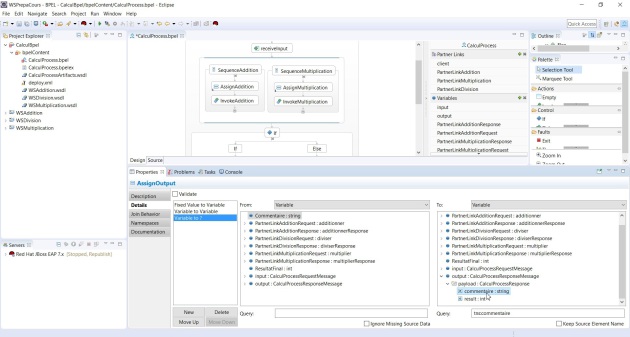 WSPrepaCours - BPEL - CalculBpel/bpelContent/CalculProcess.bpel - Eclipse
File Edit Navigate Search Project Run Window Help
Quick Access
Project Explorer
CalculBpel
bpelContent
CalculProcess.bpel
CalculProcess.bpelex
CalculProcessArtifacts.wsdl
deploy.xml
WSAddition.wsdl
WSDivision.wsdl
WSMultiplication.wsdl
WSAddition
WSDivision
WSMultiplication
Servers
Red Hat JBoss EAP 7.x [Stopped, Republish]
*CalculProcess.bpel
receiveInput
SequenceAddition
SequenceMultiplication
AssignAddition
AssignMultiplication
InvokeAddition
InvokeMultiplication
If
If
Else
Design Source
CalculProcess
Partner Links
client
PartnerLinkAddition
PartnerLinkMultiplication
PartnerLinkDivision
Variables
input
output
PartnerLinkAdditionResponse
PartnerLinkAdditionRequest
PartnerLinkMultiplicationResponse
PartnerLinkMultiplicationRequest
Outline
Palette
Selection Tool
Marquee Tool
Actions
Empty
Control
If
Faults
Exit
Zoom In
Zoom Out
Properties
Problems
Tasks
Console
AssignOutput
Description
Details
Join Behavior
Namespaces
Documentation
Validate
Fixed Value to Variable
Variable to Variable
Variable to ?
New
Delete
Move Up
Move Down
From:
Variable
Commentaire : string
PartnerLinkAdditionRequest : additionner
PartnerLinkAdditionResponse : additionnerResponse
PartnerLinkDivisionRequest : diviser
PartnerLinkDivisionResponse : diviserResponse
PartnerLinkMultiplicationRequest : multiplier
PartnerLinkMultiplicationResponse : multiplierResponse
ResultatFinal : int
input : CalculProcessRequestMessage
output : CalculProcessResponseMessage
Query:
Ignore Missing Source Data
To:
Variable
PartnerLinkAdditionRequest : additionner
PartnerLinkAdditionResponse : additionnerResponse
PartnerLinkDivisionRequest : diviser
PartnerLinkDivisionResponse : diviserResponse
PartnerLinkMultiplicationRequest : multiplier
PartnerLinkMultiplicationResponse : multiplierResponse
ResultatFinal : int
input : CalculProcessRequestMessage
output : CalculProcessResponseMessage
payload : CalculProcessResponse
commentaire : string
result : int
Query:
tns:commentaire
Keep Source Element Name